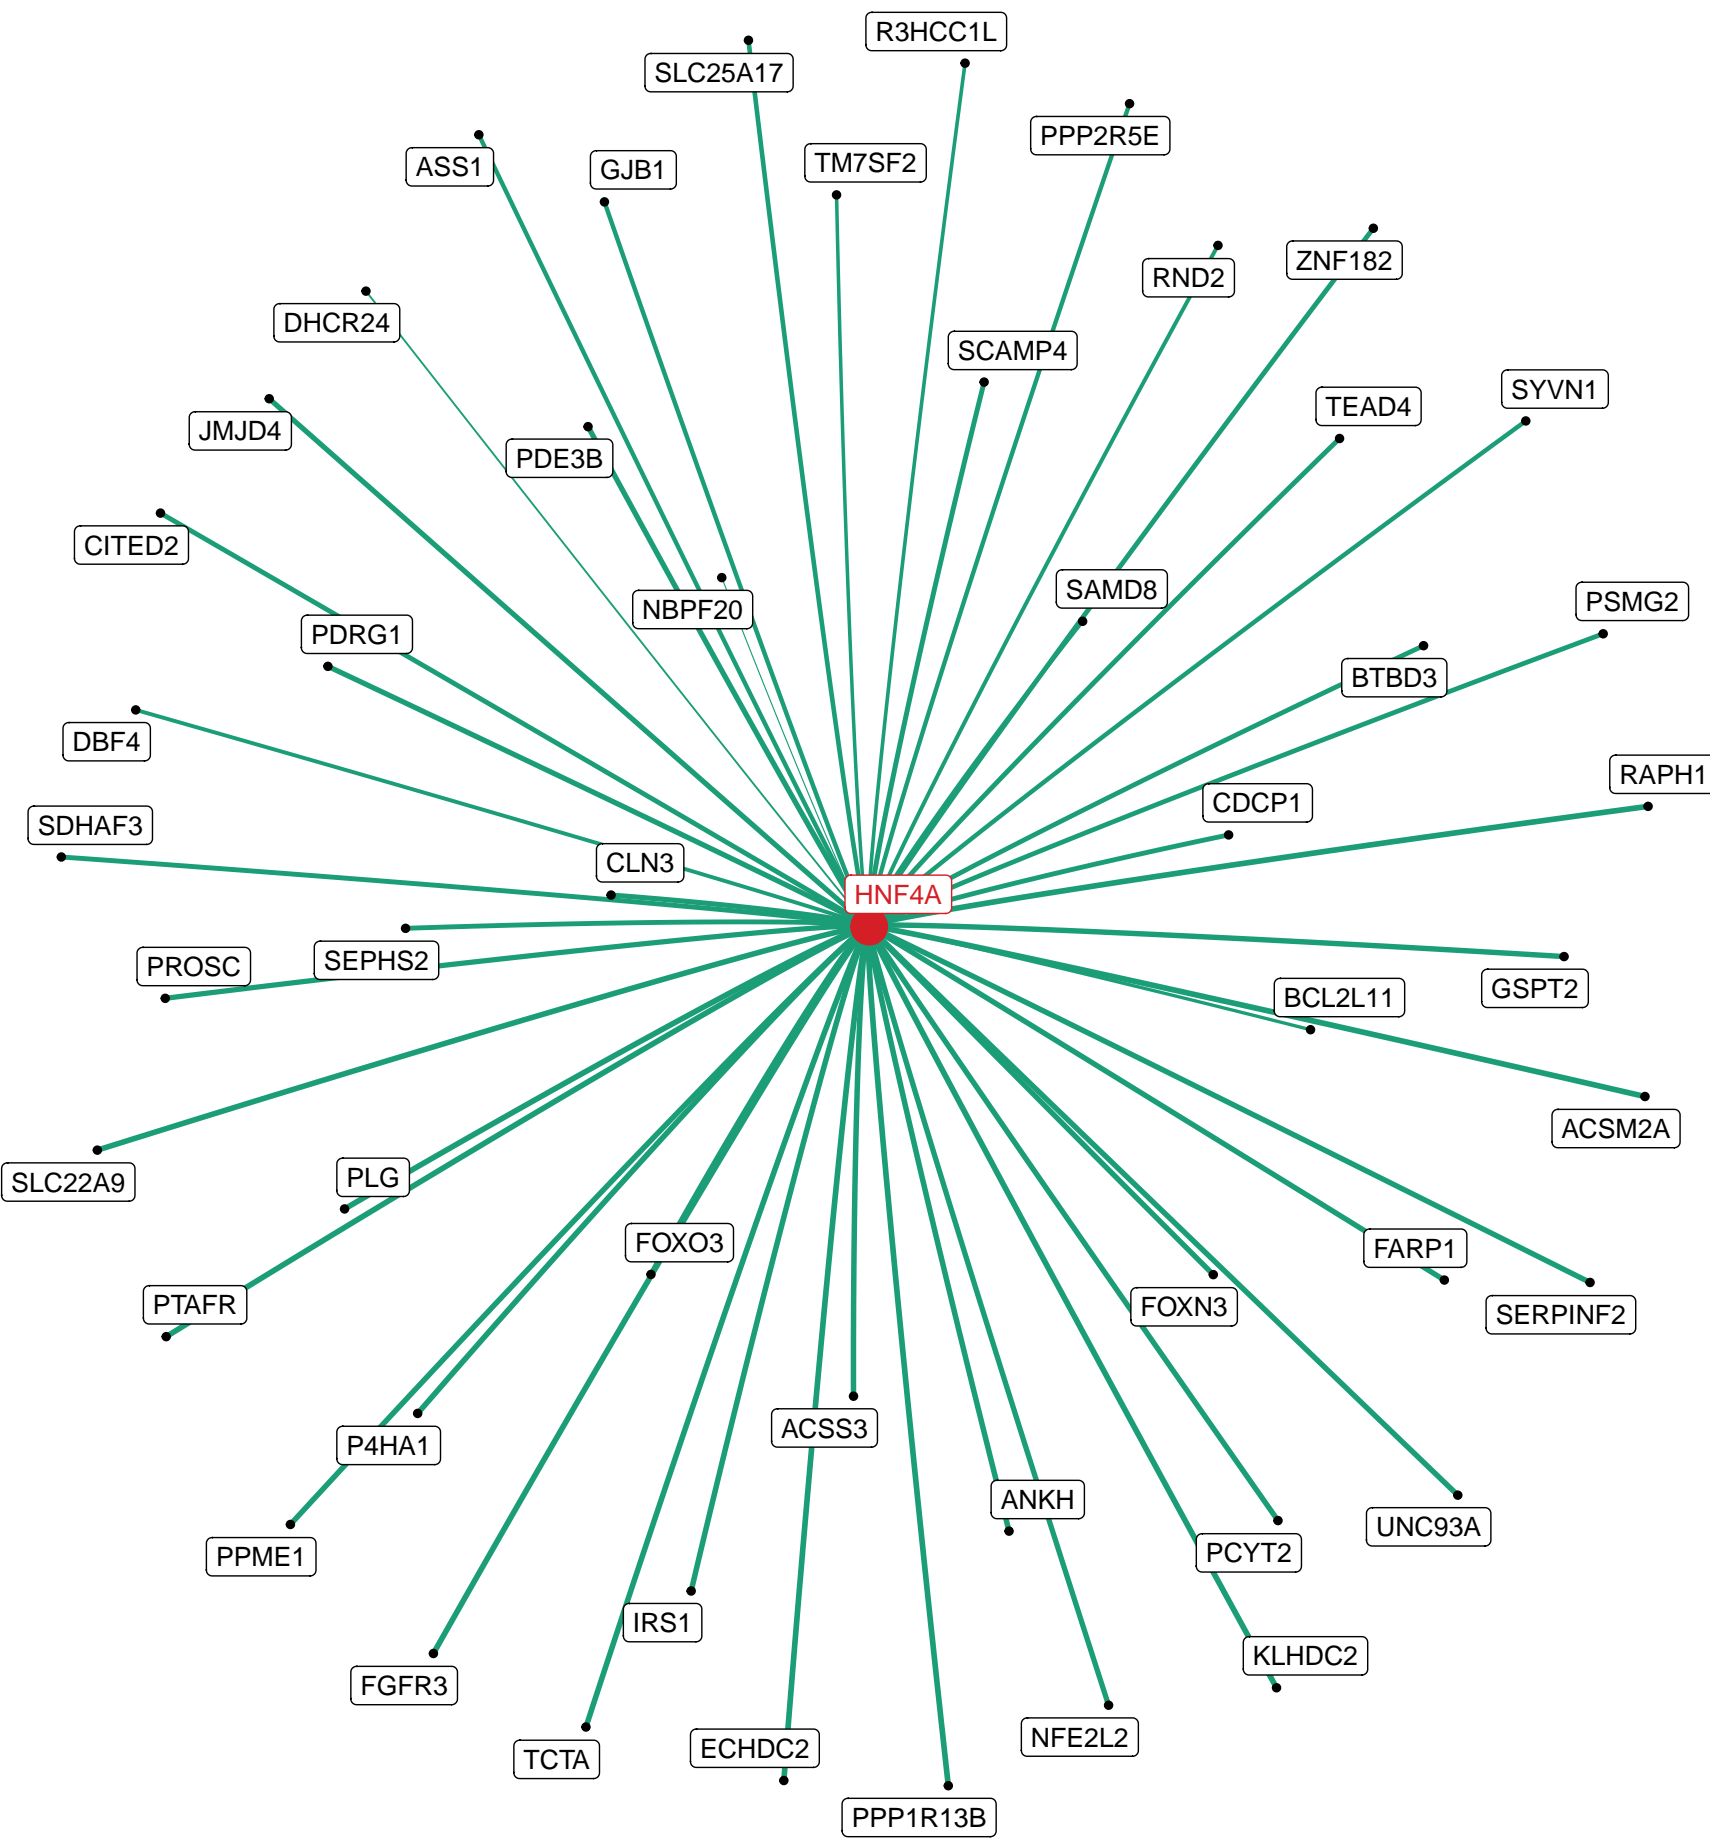 R3HCC1L
SLC25A17
PPP2R5E
ASS1
GJB1
TM7SF2
ZNF182
RND2
DHCR24
SCAMP4
SYVN1
TEAD4
JMJD4
PDE3B
CITED2
SAMD8
PSMG2
NBPF20
PDRG1
BTBD3
DBF4
RAPH1
CDCP1
SDHAF3
CLN3
HNF4A
PROSC
SEPHS2
GSPT2
BCL2L11
ACSM2A
SLC22A9
PLG
FOXO3
FARP1
PTAFR
FOXN3
SERPINF2
ACSS3
P4HA1
ANKH
UNC93A
PPME1
PCYT2
IRS1
KLHDC2
FGFR3
NFE2L2
ECHDC2
TCTA
PPP1R13B